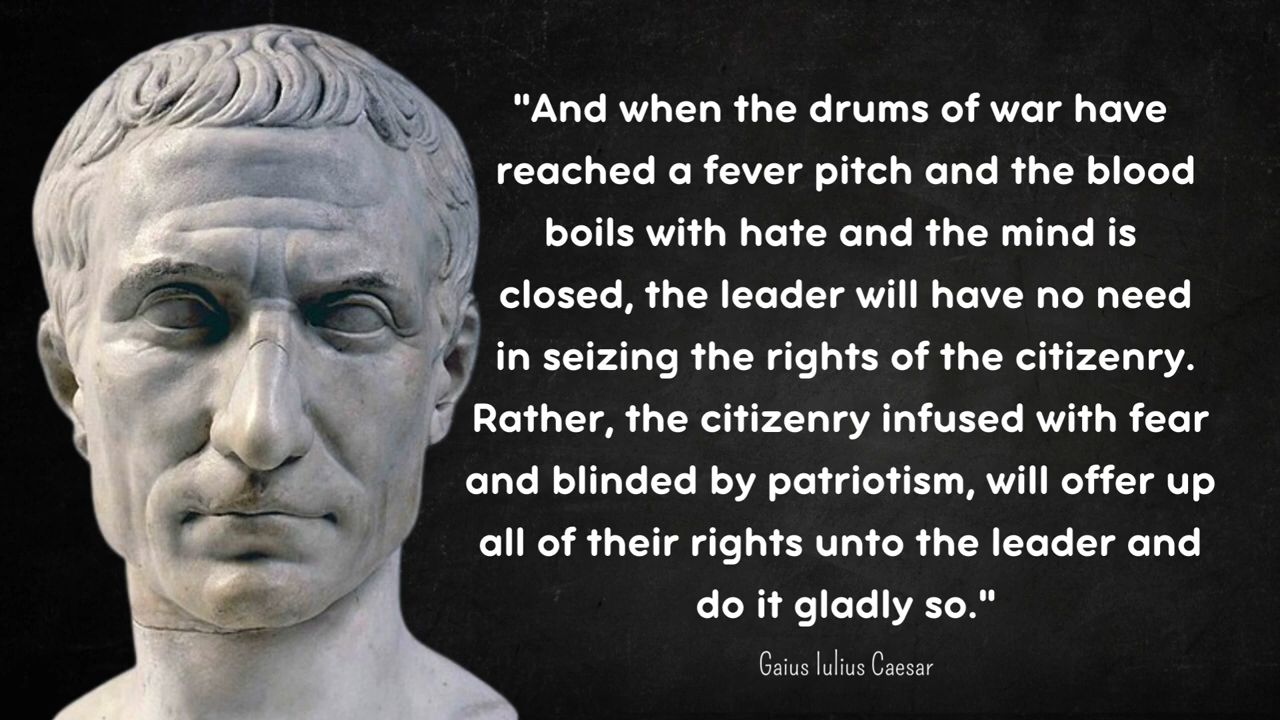 "And when the drums of war have
reached a fever pitch and the blood
boils with hate and the mind is
closed, the leader will have no need
in seizing the rights of the citizenry.
Rather, the citizenry infused with fear
and blinded by patriotism, will offer up
all of their rights unto the leader and
do it gladly so."
Gaius Iulius Caesar